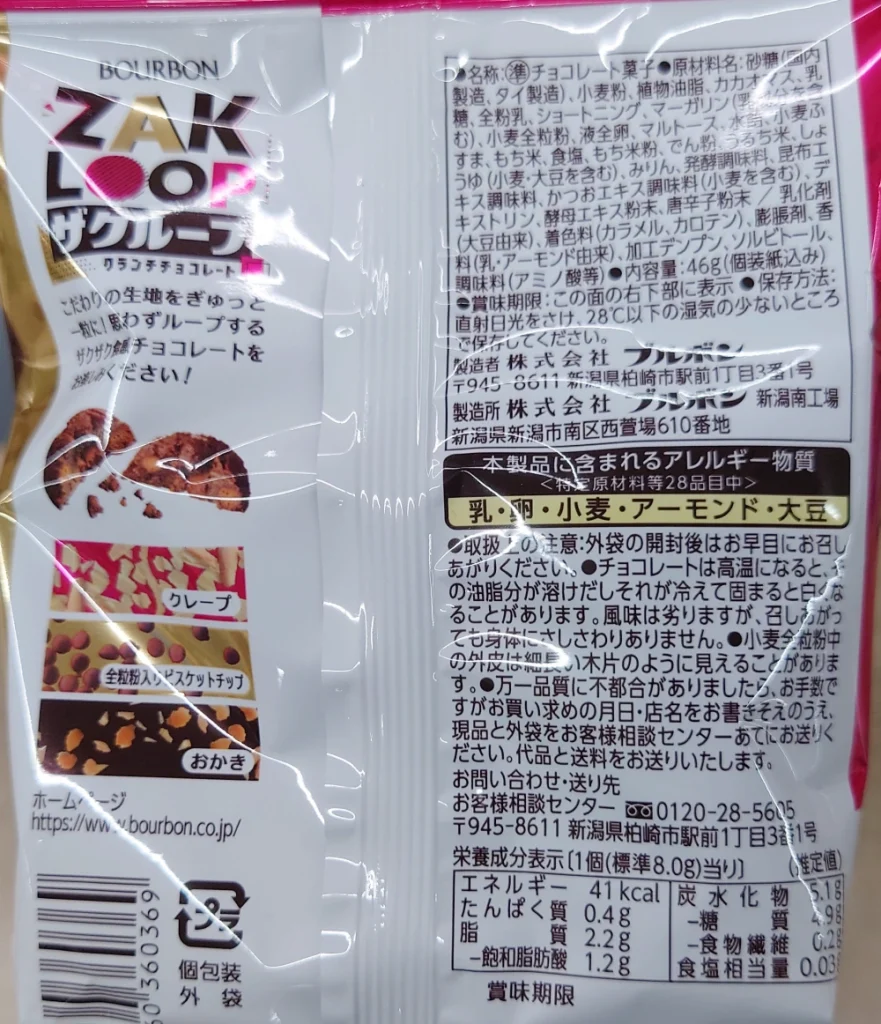 BOURBON
ZAK
LOOP
ザクループ
クランチチョコレート
こだわりの生地をぎゅっと
一粒に!思わずループする
ザクザク食感チョコレートを
お楽しみください!
クレープ
全粒粉入りビスケットチップ
おかき
ホームページ
https://www.bourbon.co.jp/
360369
プラ
個包装
外袋
●名称:準チョコレート菓子●原材料名:砂糖(国内
製造、タイ製造)、小麦粉、植物油脂、カカオマス、乳
糖、全粉乳、ショートニング、マーガリン(乳成分を含
む)、小麦全粒粉、液全卵、マルトース、水飴、小麦ふ
すま、もち米、食塩、もち米粉、でん粉、うるち米、しょ
うゆ(小麦・大豆を含む)、みりん、発酵調味料、昆布エ
キス調味料、かつおエキス調味料(小麦を含む)、デ
キストリン、酵母エキス粉末、唐辛子粉末/乳化剤
(大豆由来)、着色料(カラメル、カロテン)、膨脹剤、香
料(乳・アーモンド由来)、加工デンプン、ソルビトール、
調味料(アミノ酸等)●内容量:46g(個装紙込み)
●賞味期限:この面の右下部に表示●保存方法:
直射日光をさけ、28℃以下の湿気の少ないところ
で保存してください。
製造者 株式会社 ブルボン
〒945-8611 新潟県柏崎市駅前1丁目3番1号
製造所 株式会社 ブルボン 新潟南工場
新潟県新潟市南区西萱場610番地
本製品に含まれるアレルギー物質
<特定原材料等28品目中>
乳・卵・小麦・アーモンド・大豆
●取扱上の注意:外袋の開封後はお早目にお召し
あがりください。●チョコレートは高温になると、
の油脂分が溶けだしそれが冷えて固まると白くな
ることがあります。風味は劣りますが、召しあがっ
ても身体にさしさわりありません。●小麦全粒粉中
の外皮は細長い木片のように見えることがありま
す。●万一品質に不都合がありましたら、お手数で
すがお買い求めの月日・店名をお書きそえのうえ、
現品と外袋をお客様相談センターあてにお送りく
ださい。代品と送料をお送りいたします。
お問い合わせ・送り先
お客様相談センター 0120-28-5605
〒945-8611 新潟県柏崎市駅前1丁目3番1号
栄養成分表示〔1個(標準8.0g)当り〕 (推定値)
エネルギー 41kcal 炭水化物 5.1g
たんぱく質 0.4g -糖質 4.9g
脂質 2.2g -食物繊維 0.2g
-飽和脂肪酸 1.2g 食塩相当量 0.03g
賞味期限